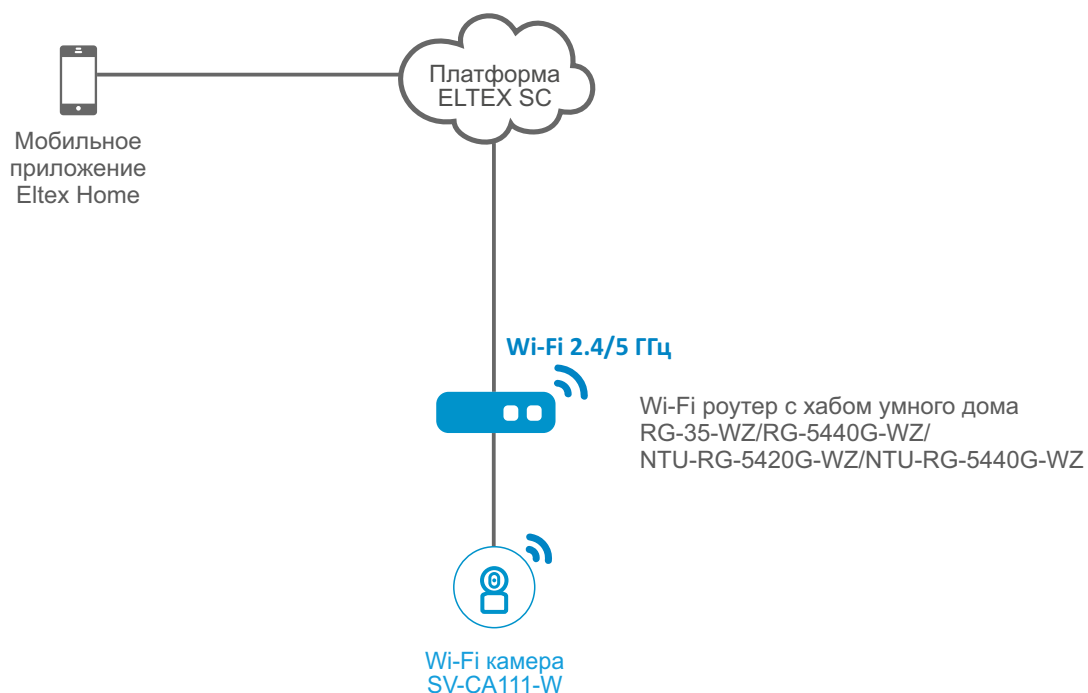 Платформа
ELTEX SC
Мобильное
приложение
Eltex Home
Wi-Fi 2.4/5 ГГц
Wi-Fi роутер с хабом умного дома
RG-35-WZ/RG-5440G-WZ/
NTU-RG-5420G-WZ/NTU-RG-5440G-WZ
Wi-Fi камера
SV-CA111-W